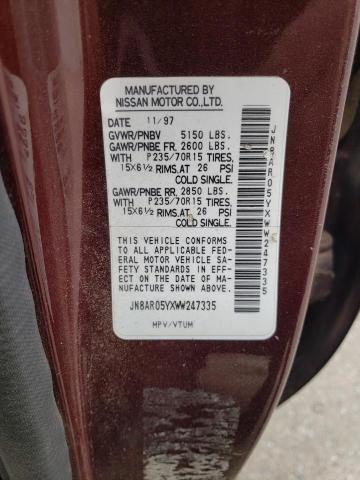 MANUFACTURED BY
NISSAN MOTOR CO.,LTD.
DATE 11/97
GVWR/PNBV 5150 LBS.
GAWR/PNBE FR. 2600 LBS.
WITH P235/70R15 TIRES,
15X6½ RIMS.AT 26 PSI
COLD SINGLE.
GAWR/PNBE RR. 2850 LBS.
WITH P235/70R15 TIRES,
15X6½ RIMS.AT 26 PSI
COLD SINGLE.
THIS VEHICLE CONFORMS
TO ALL APPLICABLE FED-
ERAL MOTOR VEHICLE SA-
FETY STANDARDS IN EFF-
ECT ON THE DATE OF MA-
NUFACTURE SHOWN ABOVE.
JN8AR05YXWW247335
MPV/VTUM
JN8AR05YXWW247335